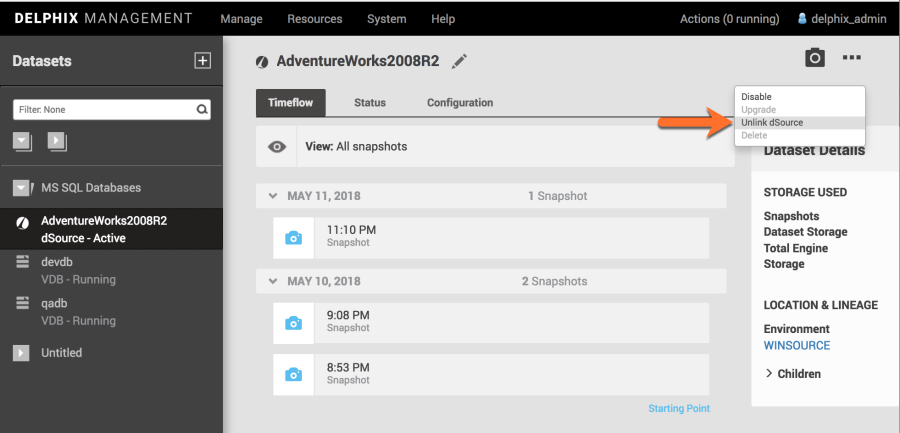 DELPHIX MANAGEMENT Manage Resources System Help Actions (0 running) delphix_admin
Datasets
Filter: None
MS SQL Databases
AdventureWorks2008R2
dSource - Active
devdb
VDB - Running
qadb
VDB - Running
Untitled
AdventureWorks2008R2
Timeflow Status Configuration
View: All snapshots
MAY 11, 2018 1 Snapshot
11:10 PM
Snapshot
MAY 10, 2018 2 Snapshots
9:08 PM
Snapshot
8:53 PM
Snapshot
Starting Point
Disable
Upgrade
Unlink dSource
Delete
Dataset Details
STORAGE USED
Snapshots
Dataset Storage
Total Engine
Storage
LOCATION & LINEAGE
Environment
WINSOURCE
Children